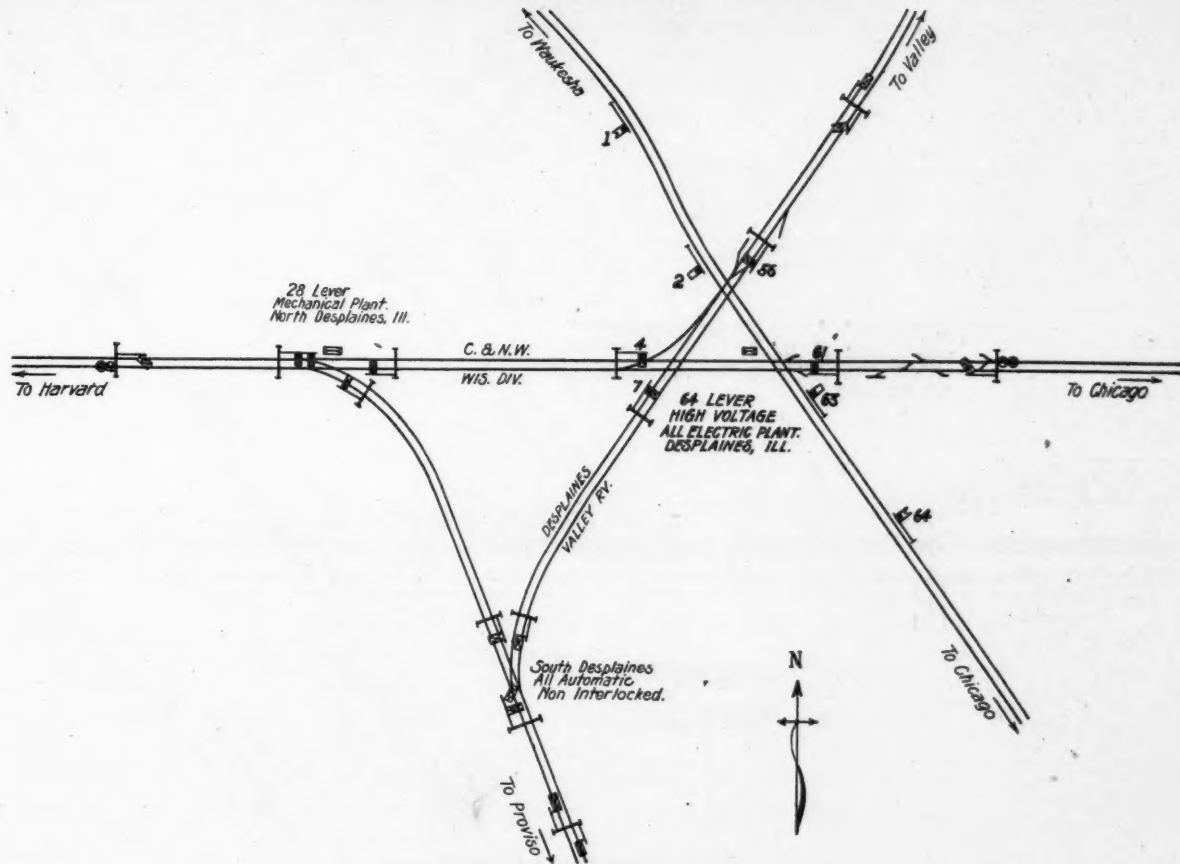 To Waukesha
To Valley
1
2
55
28 Lever
Mechanical Plant.
North Desplaines, Ill.
C. & N.W.
WIS. DIV.
4
61
To Harvard
To Chicago
7
63
64 LEVER
HIGH VOLTAGE
ALL ELECTRIC PLANT.
DESPLAINES, ILL.
64
DESPLAINES
VALLEY RY.
South Desplaines
All Automatic
Non Interlocked.
N
To Chicago
To Proviso